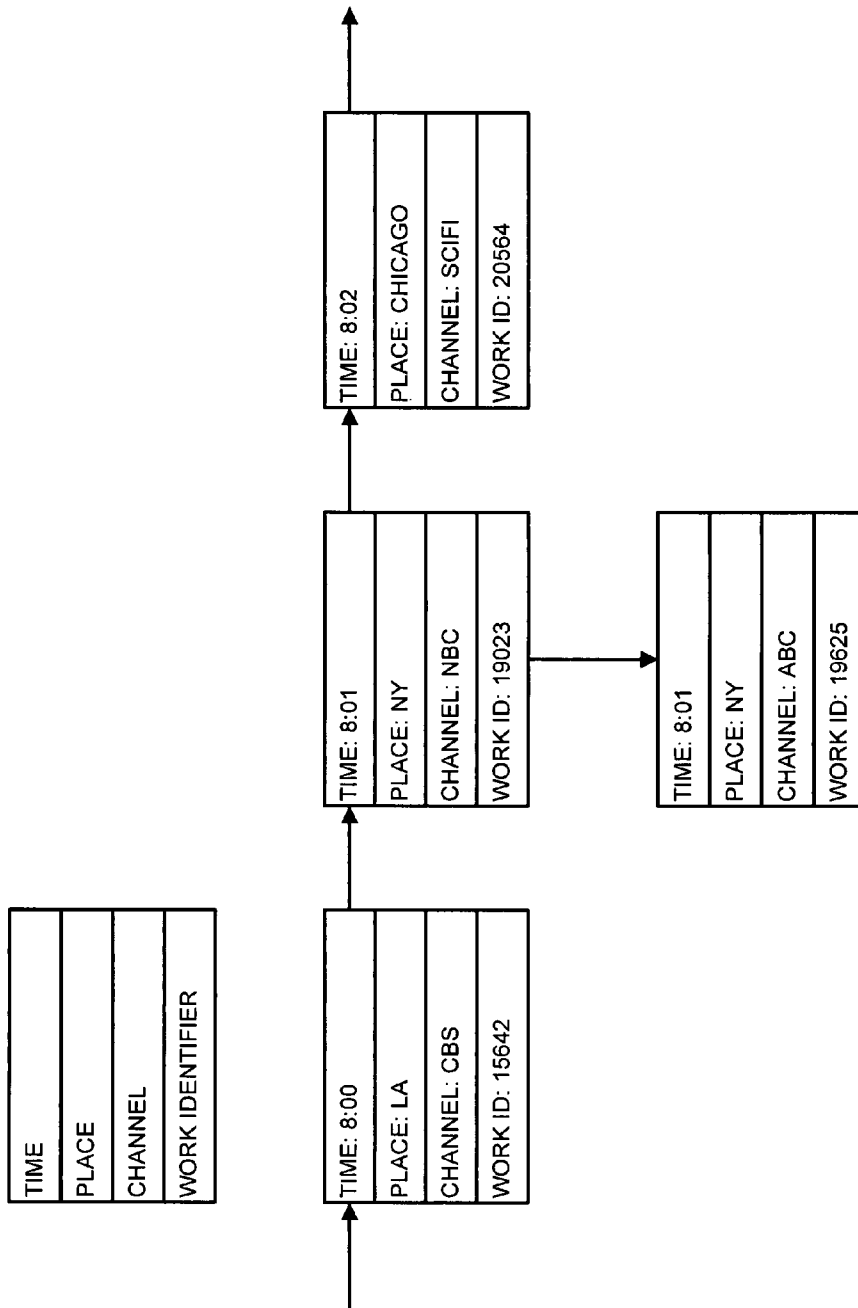 TIME
PLACE
CHANNEL
WORK IDENTIFIER
TIME: 8:00
PLACE: LA
CHANNEL: CBS
WORK ID: 15642
TIME: 8:01
PLACE: NY
CHANNEL: NBC
WORK ID: 19023
TIME: 8:02
PLACE: CHICAGO
CHANNEL: SCIFI
WORK ID: 20564
TIME: 8:01
PLACE: NY
CHANNEL: ABC
WORK ID: 19625